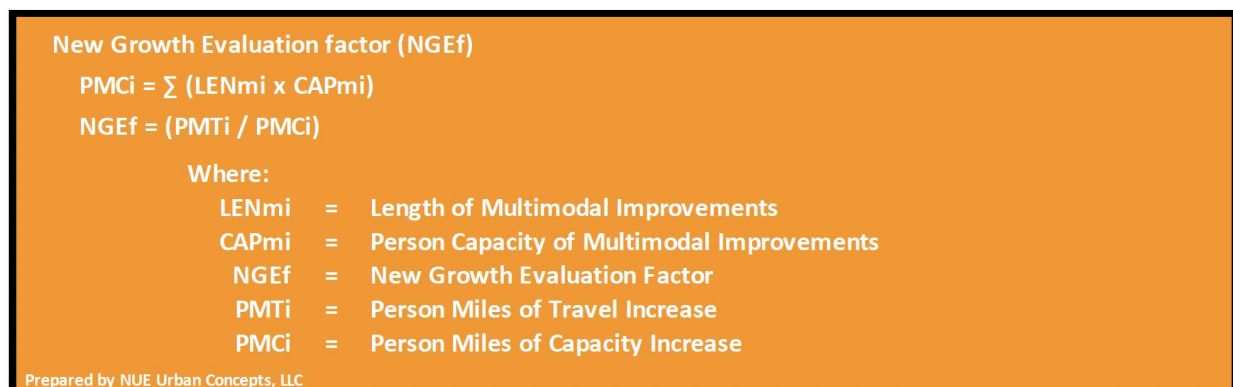 New Growth Evaluation factor (NGEf)
PMCi = ∑ (LENmi x CAPmi)
NGEf = (PMTi / PMCi)
Where:
LENmi = Length of Multimodal Improvements
CAPmi = Person Capacity of Multimodal Improvements
NGEf = New Growth Evaluation Factor
PMTi = Person Miles of Travel Increase
PMCi = Person Miles of Capacity Increase
Prepared by NUE Urban Concepts, LLC